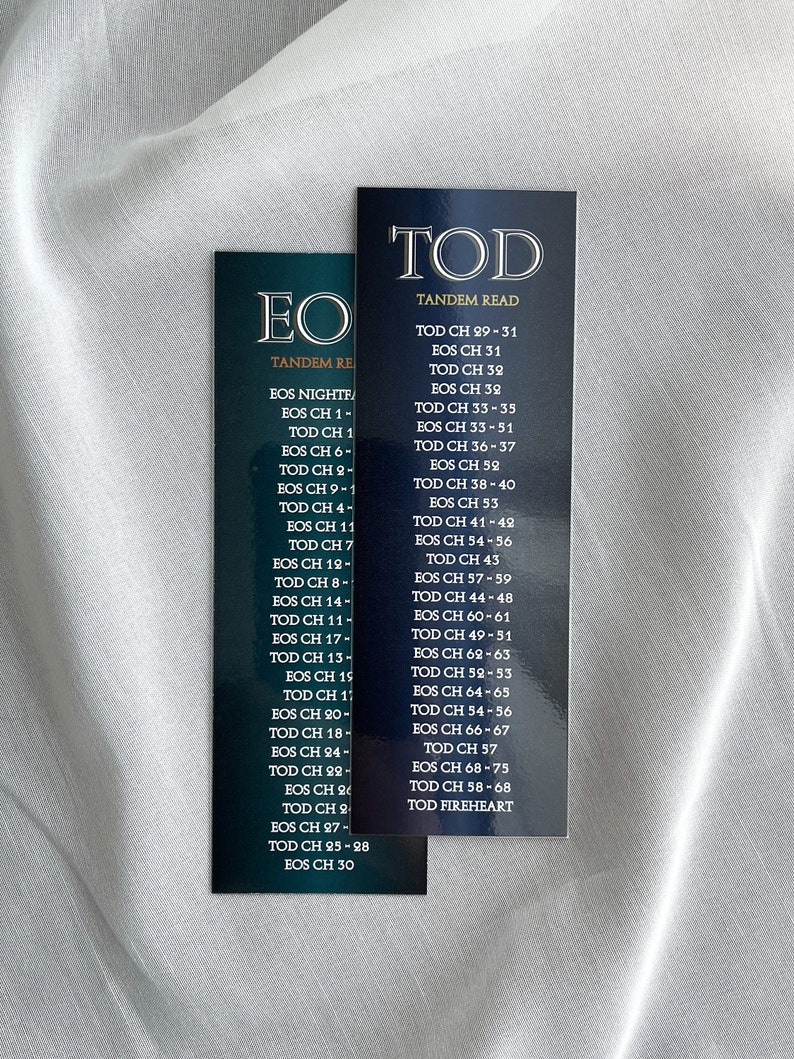 EO
TANDEM
EOS
EOS CH 1 -
TOD CH 1
EOS CH 6 -
TOD CH 2 -
EOS CH 9 -
TOD CH 4 -
EOS CH 11
TOD CH 7
EOS CH 12 -
TOD CH 8 -
EOS CH 14 -
TOD CH 11 -
EOS CH 17 -
TOD CH 13 -
EOS CH 19
TOD CH 17
EOS CH 20 -
TOD CH 18 -
EOS CH 24 -
TOD CH 22 -
EOS CH 26
TOD CH
EOS CH 27 -
TOD CH 25 - 28
EOS CH 30
TOD
TANDEM READ
TOD CH 29 - 31
EOS CH 31
TOD CH 32
EOS CH 32
TOD CH 33 - 35
EOS CH 33 - 51
TOD CH 36 - 37
EOS CH 52
TOD CH 38 - 40
EOS CH 53
TOD CH 41 - 42
EOS CH 54 - 56
TOD CH 43
EOS CH 57 - 59
TOD CH 44 - 48
EOS CH 60 - 61
TOD CH 49 - 51
EOS CH 62 - 63
TOD CH 52 - 53
EOS CH 64 - 65
TOD CH 54 - 56
EOS CH 66 - 67
TOD CH 57
EOS CH 68 - 75
TOD CH 58 - 68
TOD FIREHEART